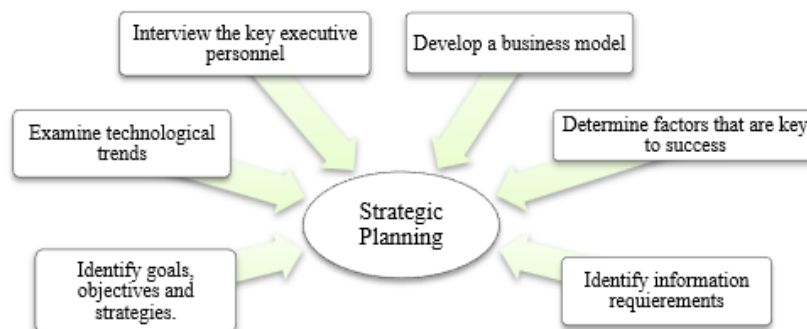 Interview the key executive
personnel
Develop a business model
Examine technological
trends
Determine factors that are key
to success
Strategic
Planning
Identify goals,
objectives and
strategies.
Identify information
requierements